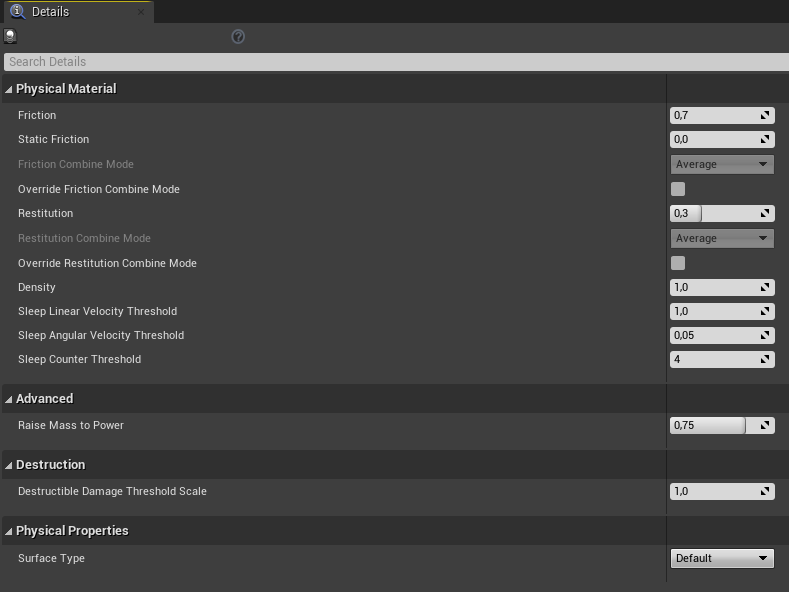 Details
Search Details
Physical Material
Friction 0,7
Static Friction 0,0
Friction Combine Mode Average
Override Friction Combine Mode
Restitution 0,3
Restitution Combine Mode Average
Override Restitution Combine Mode
Density 1,0
Sleep Linear Velocity Threshold 1,0
Sleep Angular Velocity Threshold 0,05
Sleep Counter Threshold 4
Advanced
Raise Mass to Power 0,75
Destruction
Destructible Damage Threshold Scale 1,0
Physical Properties
Surface Type Default